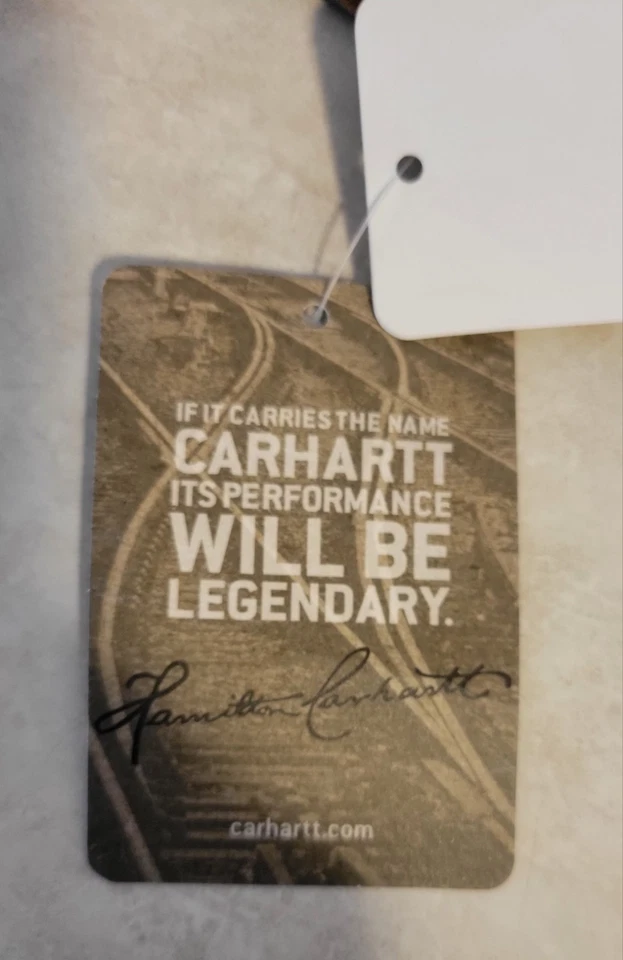 IF IT CARRIES THE NAME
CARHARTT
ITS PERFORMANCE
WILL BE
LEGENDARY.
Hamilton Carhartt
carhartt.com